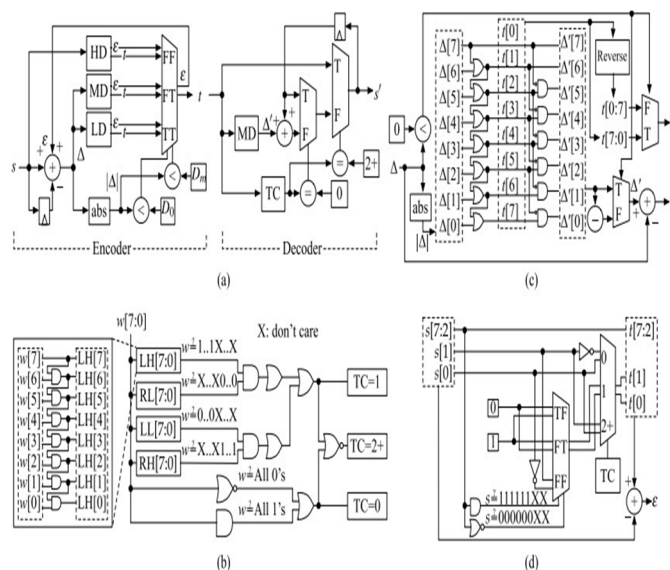 HD
MD
LD
ε
t
ε
t
ε
t
FF
FT
TT
ε
t
s
ε
+
+
−
Δ
|Δ|
abs
<
<
D0
Dm
Encoder
MD
Δ'
+
+
TC
T
F
T
F
s'
=
=
0
2+
Decoder
(a)
Δ[7]
Δ[6]
Δ[5]
Δ[4]
Δ[3]
Δ[2]
Δ[1]
Δ[0]
t[0]
t[1]
t[2]
t[3]
t[4]
t[5]
t[6]
t[7]
Δ'[7]
Δ'[6]
Δ'[5]
Δ'[4]
Δ'[3]
Δ'[2]
Δ'[1]
Δ'[0]
0
<
Δ
abs
|Δ|
Reverse
t[0:7]
t[7:0]
F
T
T
F
Δ'
+
−
(c)
w[7:0]
X: don't care
w[7]
w[6]
w[5]
w[4]
w[3]
w[2]
w[1]
w[0]
LH[7]
LH[6]
LH[5]
LH[4]
LH[3]
LH[2]
LH[1]
LH[0]
LH[7:0]
RL[7:0]
LL[7:0]
RH[7:0]
w≟1..1X..X
w≟X..X0..0
w≟0..0X..X
w≟X..X1..1
w≟All 0's
w≟All 1's
TC=1
TC=2+
TC=0
(b)
s[7:2]
s[1]
s[0]
t[7:2]
t[1]
t[0]
0
1
TF
FT
FF
0
1
2+
TC
s≟111111XX
s≟000000XX
+
−
ε
(d)